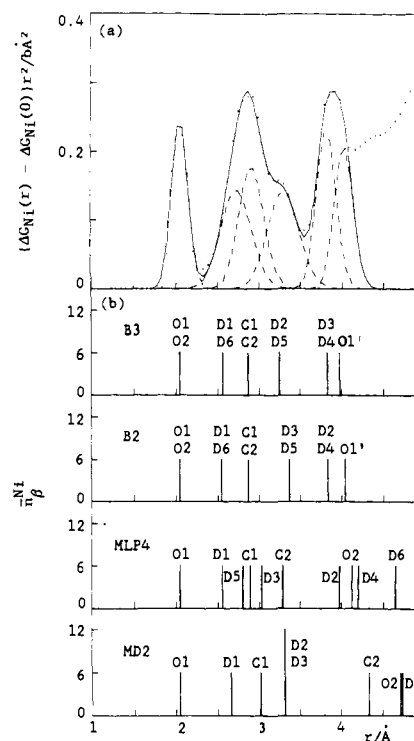 0.4
(a)
{ΔG_Ni(r) - ΔG_Ni(0)}r²/bÅ²
0.2
0
12 (b)
O1 D1 C1 D2 D3
B3 O2 D6 C2 D5 D4 O1'
6
0
12
O1 D1 C1 D3 D2
B2 O2 D6 C2 D5 D4 O1'
6
0
n̄_β^Ni
12
MLP4 O1 D1 C1 C2 O2 D6
6 D5 D3 D2 D4
0
12
D2
MD2 O1 D1 C1 D3 C2
6 O2 D
0
1 2 3 4
r/Å